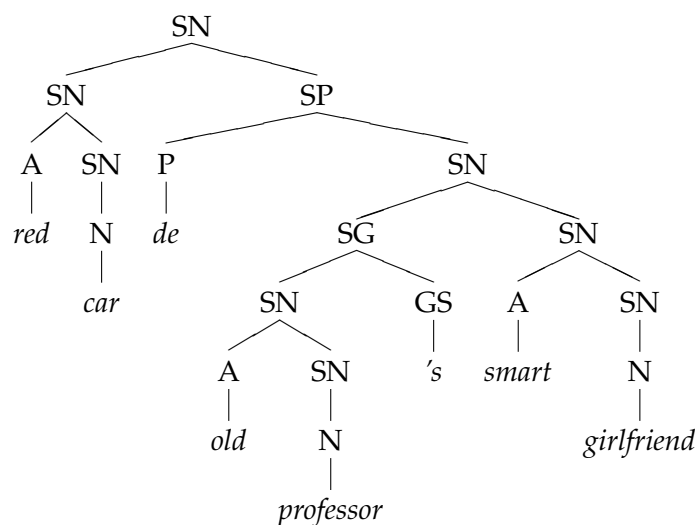 SN
SN SP
A SN P SN
red N de SG SN
car SN GS A SN
A SN 's smart N
old N girlfriend
professor